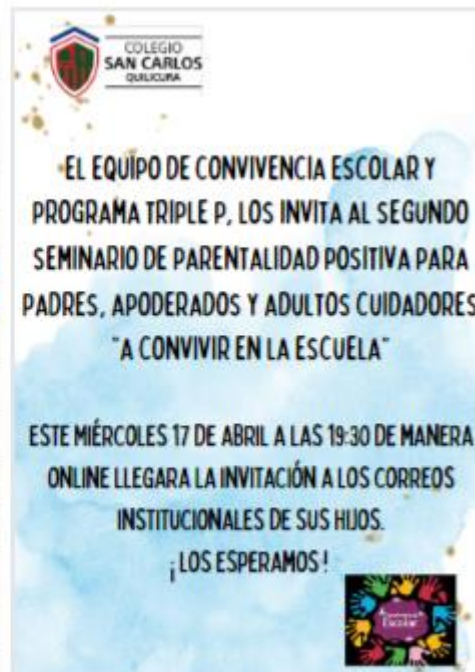 COLEGIO
SAN CARLOS
QUILICURA
EL EQUIPO DE CONVIVENCIA ESCOLAR Y
PROGRAMA TRIPLE P, LOS INVITA AL SEGUNDO
SEMINARIO DE PARENTALIDAD POSITIVA PARA
PADRES, APODERADOS Y ADULTOS CUIDADORES
"A CONVIVIR EN LA ESCUELA"
ESTE MIÉRCOLES 17 DE ABRIL A LAS 19:30 DE MANERA
ONLINE LLEGARA LA INVITACIÓN A LOS CORREOS
INSTITUCIONALES DE SUS HIJOS.
¡LOS ESPERAMOS!
Escolar